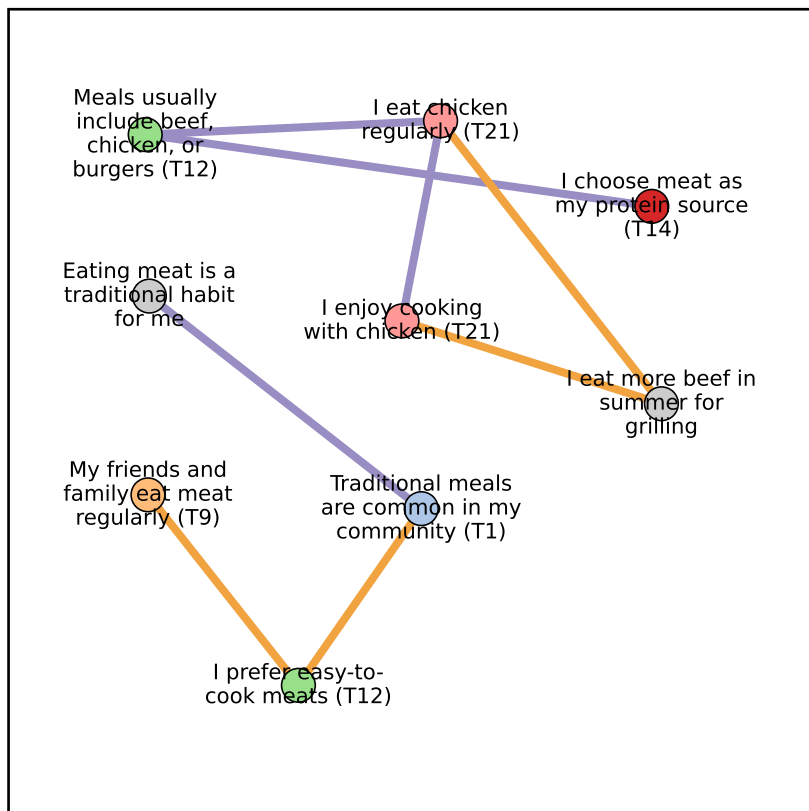 Meals usually
include beef,
chicken, or
burgers (T12)
I eat chicken
regularly (T21)
I choose meat as
my protein source
(T14)
Eating meat is a
traditional habit
for me
I enjoy cooking
with chicken (T21)
I eat more beef in
summer for
grilling
My friends and
family eat meat
regularly (T9)
Traditional meals
are common in my
community (T1)
I prefer easy-to-
cook meats (T12)